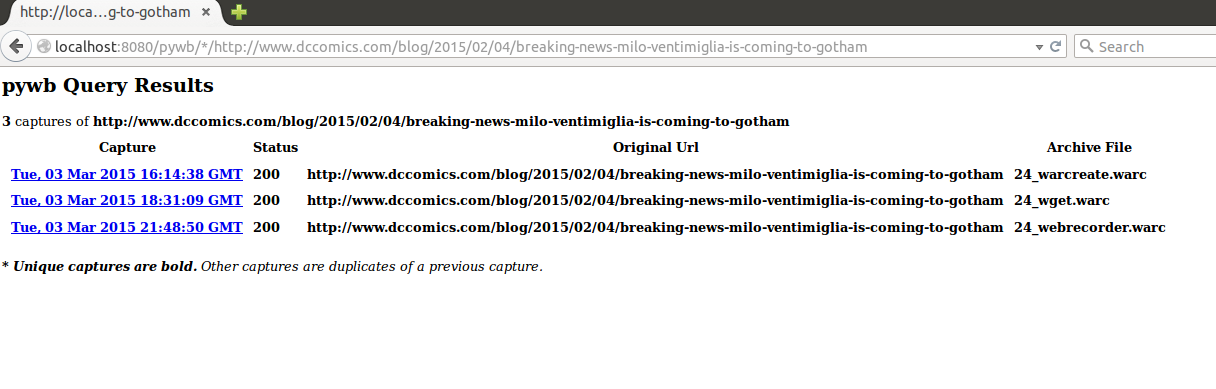 http://loca...g-to-gotham
localhost:8080/pywb/*/http://www.dccomics.com/blog/2015/02/04/breaking-news-milo-ventimiglia-is-coming-to-gotham Search
pywb Query Results
3 captures of http://www.dccomics.com/blog/2015/02/04/breaking-news-milo-ventimiglia-is-coming-to-gotham
Capture Status Original Url Archive File
Tue, 03 Mar 2015 16:14:38 GMT 200 http://www.dccomics.com/blog/2015/02/04/breaking-news-milo-ventimiglia-is-coming-to-gotham 24_warcreate.warc
Tue, 03 Mar 2015 18:31:09 GMT 200 http://www.dccomics.com/blog/2015/02/04/breaking-news-milo-ventimiglia-is-coming-to-gotham 24_wget.warc
Tue, 03 Mar 2015 21:48:50 GMT 200 http://www.dccomics.com/blog/2015/02/04/breaking-news-milo-ventimiglia-is-coming-to-gotham 24_webrecorder.warc
* Unique captures are bold. Other captures are duplicates of a previous capture.